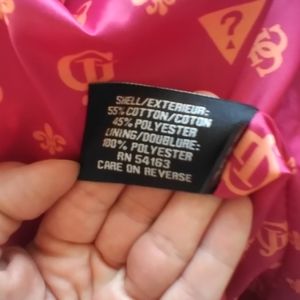 SHELL/EXTERIEUR:
55% COTTON/COTON
45% POLYESTER
LINING/DOUBLURE:
100% POLYESTER
RN 54163
CARE ON REVERSE
?